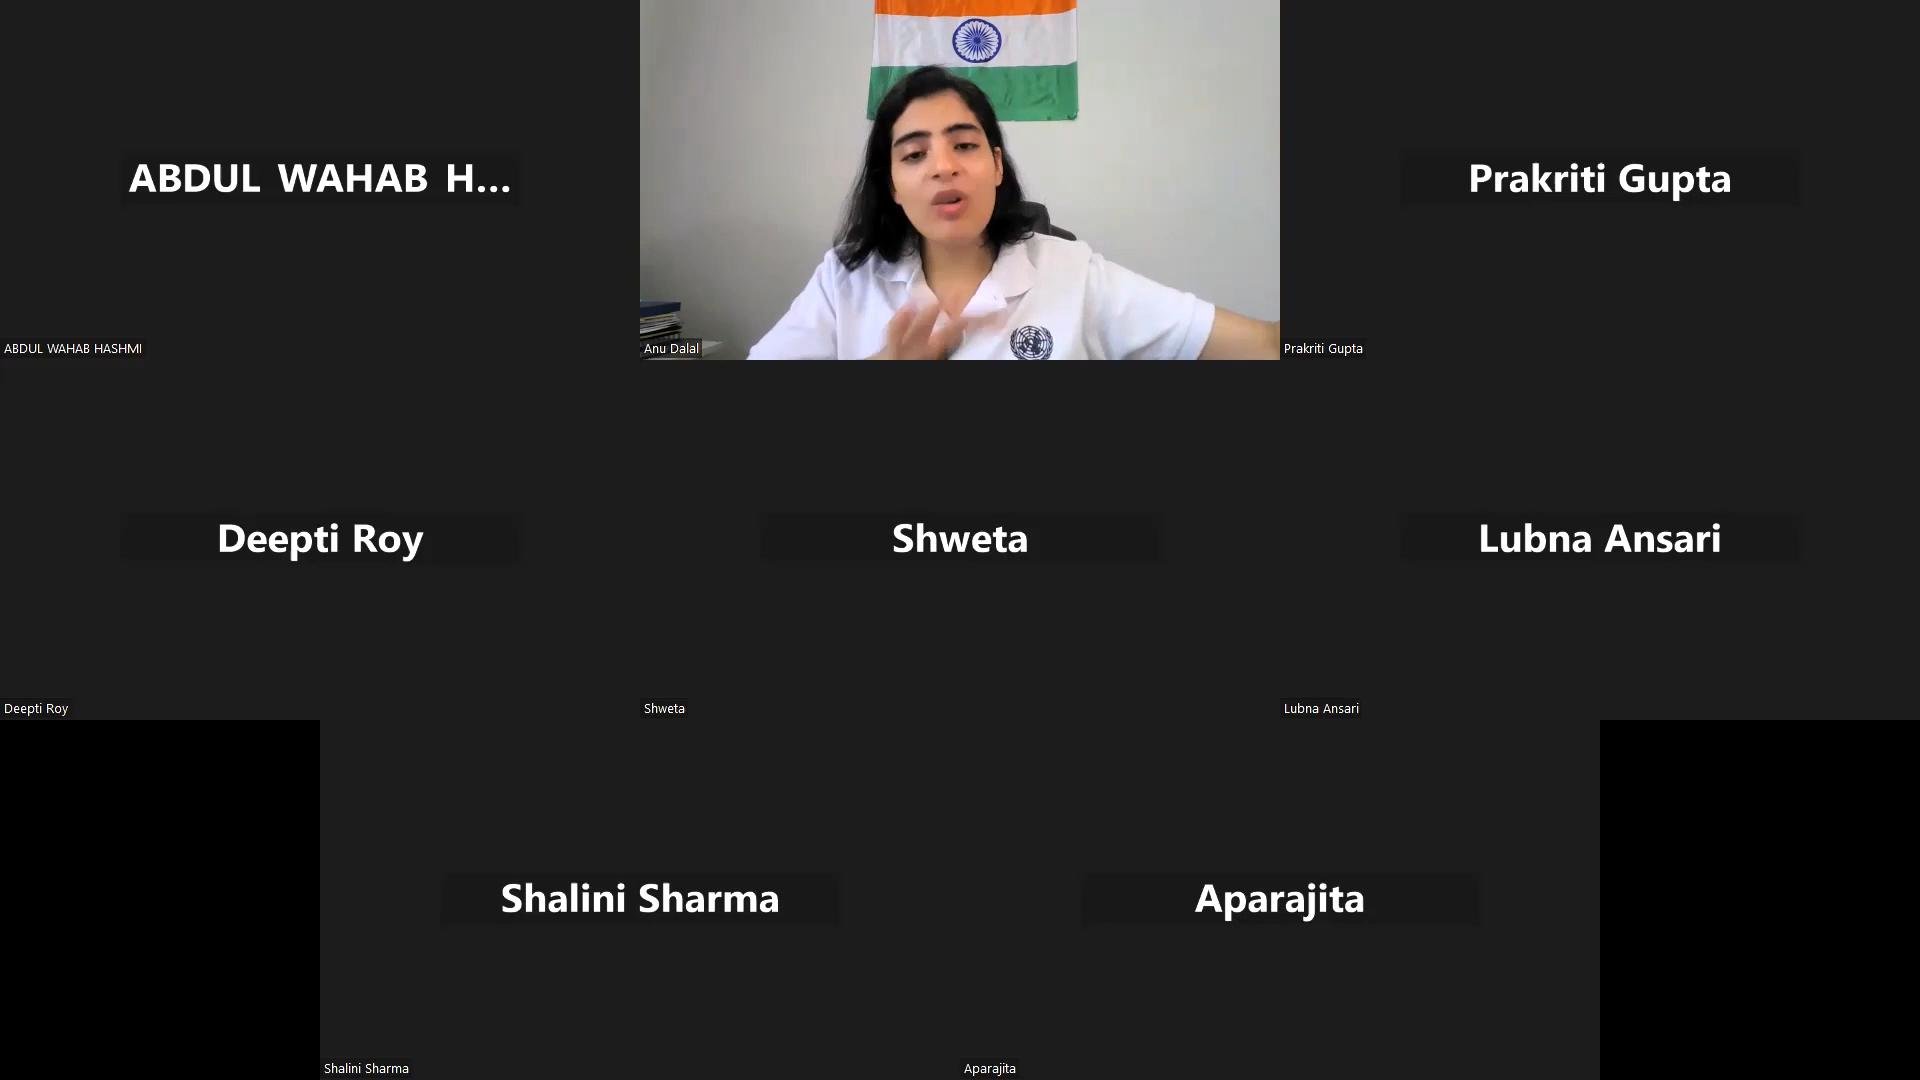 ABDUL WAHAB H...
ABDUL WAHAB HASHMI
Anu Dalal
Prakriti Gupta
Prakriti Gupta
Deepti Roy
Deepti Roy
Shweta
Shweta
Lubna Ansari
Lubna Ansari
Shalini Sharma
Shalini Sharma
Aparajita
Aparajita